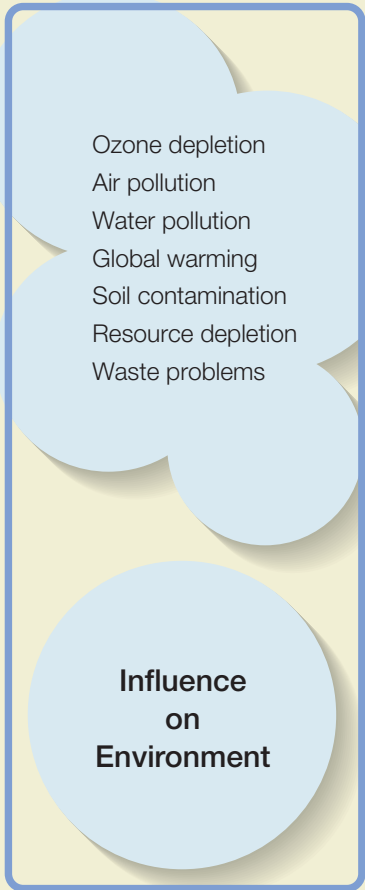 Ozone depletion
Air pollution
Water pollution
Global warming
Soil contamination
Resource depletion
Waste problems
Influence
on
Environment